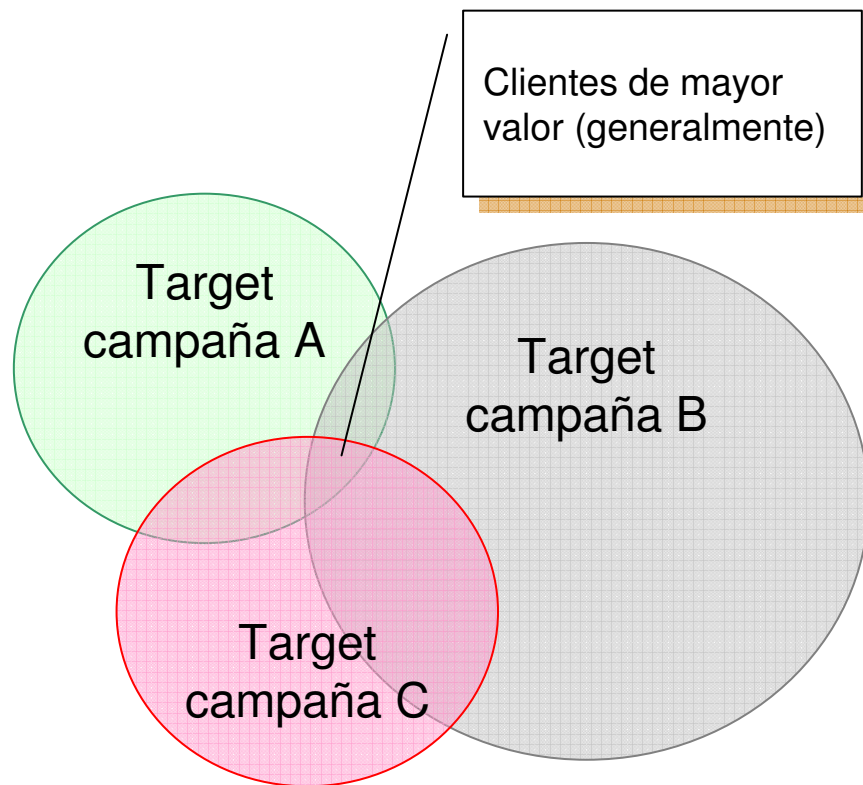 Clientes de mayor
valor (generalmente)
Target
campaña A
Target
campaña B
Target
campaña C